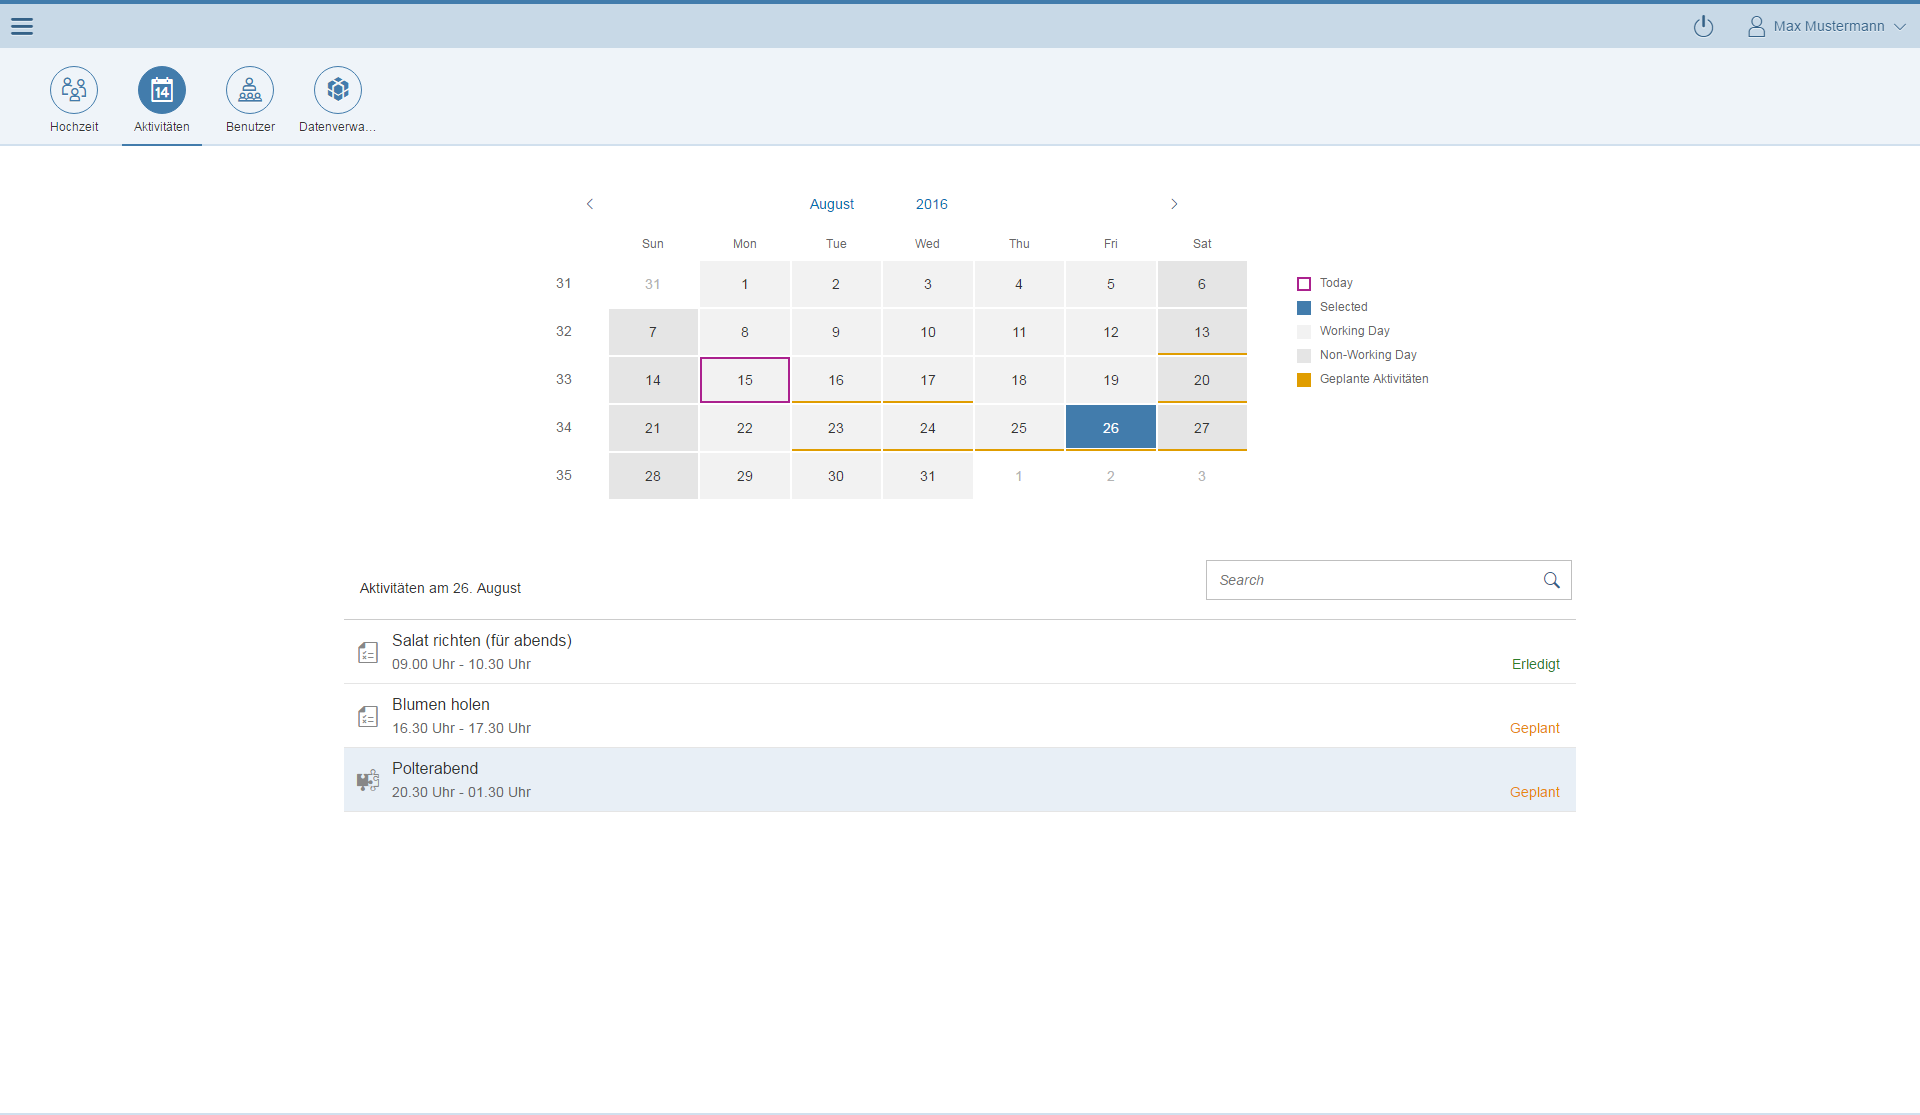 Max Mustermann
14
Hochzeit Aktivitäten Benutzer Datenverwa...
August 2016
Sun Mon Tue Wed Thu Fri Sat
31 31 1 2 3 4 5 6
32 7 8 9 10 11 12 13
33 14 15 16 17 18 19 20
34 21 22 23 24 25 26 27
35 28 29 30 31 1 2 3
Today
Selected
Working Day
Non-Working Day
Geplante Aktivitäten
Aktivitäten am 26. August
Search
Salat richten (für abends)
09.00 Uhr - 10.30 Uhr Erledigt
Blumen holen
16.30 Uhr - 17.30 Uhr Geplant
Polterabend
20.30 Uhr - 01.30 Uhr Geplant